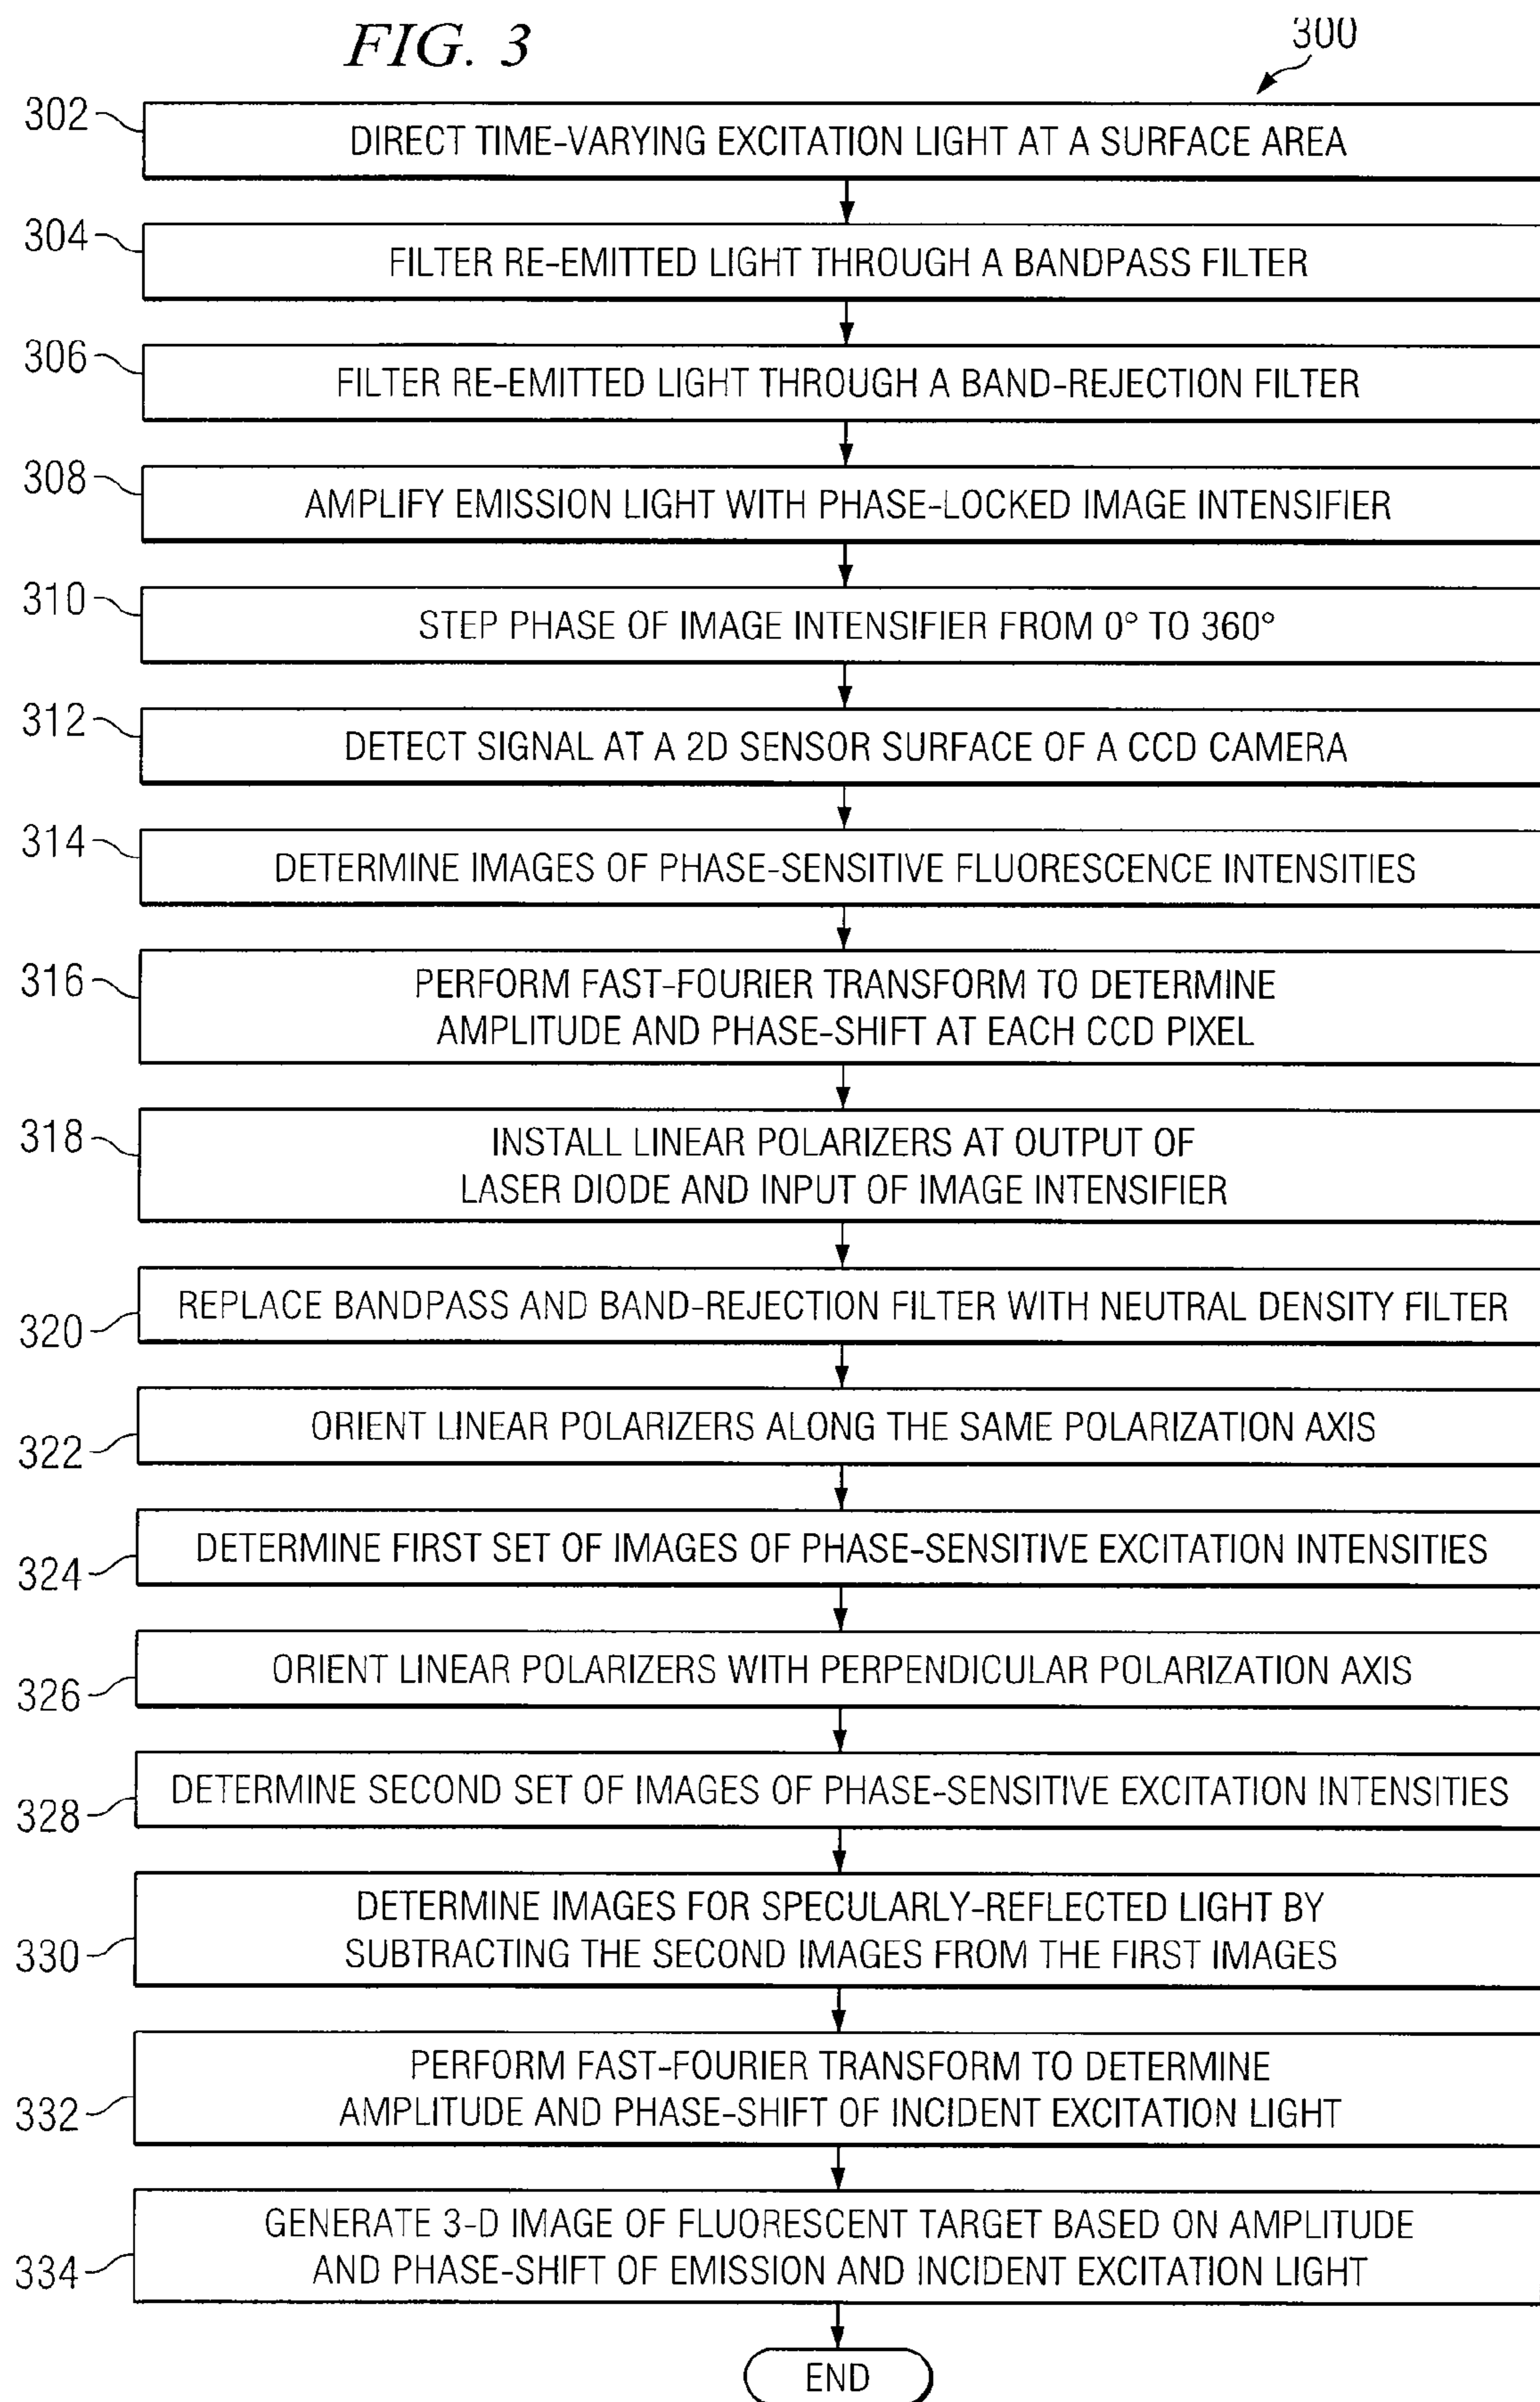 FIG. 3
300
302
DIRECT TIME-VARYING EXCITATION LIGHT AT A SURFACE AREA
304
FILTER RE-EMITTED LIGHT THROUGH A BANDPASS FILTER
306
FILTER RE-EMITTED LIGHT THROUGH A BAND-REJECTION FILTER
308
AMPLIFY EMISSION LIGHT WITH PHASE-LOCKED IMAGE INTENSIFIER
310
STEP PHASE OF IMAGE INTENSIFIER FROM 0° TO 360°
312
DETECT SIGNAL AT A 2D SENSOR SURFACE OF A CCD CAMERA
314
DETERMINE IMAGES OF PHASE-SENSITIVE FLUORESCENCE INTENSITIES
316
PERFORM FAST-FOURIER TRANSFORM TO DETERMINE
AMPLITUDE AND PHASE-SHIFT AT EACH CCD PIXEL
318
INSTALL LINEAR POLARIZERS AT OUTPUT OF
LASER DIODE AND INPUT OF IMAGE INTENSIFIER
320
REPLACE BANDPASS AND BAND-REJECTION FILTER WITH NEUTRAL DENSITY FILTER
322
ORIENT LINEAR POLARIZERS ALONG THE SAME POLARIZATION AXIS
324
DETERMINE FIRST SET OF IMAGES OF PHASE-SENSITIVE EXCITATION INTENSITIES
326
ORIENT LINEAR POLARIZERS WITH PERPENDICULAR POLARIZATION AXIS
328
DETERMINE SECOND SET OF IMAGES OF PHASE-SENSITIVE EXCITATION INTENSITIES
330
DETERMINE IMAGES FOR SPECULARLY-REFLECTED LIGHT BY
SUBTRACTING THE SECOND IMAGES FROM THE FIRST IMAGES
332
PERFORM FAST-FOURIER TRANSFORM TO DETERMINE
AMPLITUDE AND PHASE-SHIFT OF INCIDENT EXCITATION LIGHT
334
GENERATE 3-D IMAGE OF FLUORESCENT TARGET BASED ON AMPLITUDE
AND PHASE-SHIFT OF EMISSION AND INCIDENT EXCITATION LIGHT
END